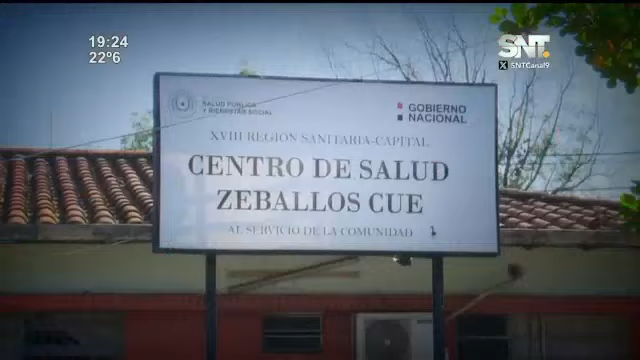 19:24
22°6
SNT
X SNTCanal9
SALUD PÚBLICA
Y BIENESTAR SOCIAL
GOBIERNO
NACIONAL
XVIII REGION SANITARIA-CAPITAL
CENTRO DE SALUD
ZEBALLOS CUE
AL SERVICIO DE LA COMUNIDAD